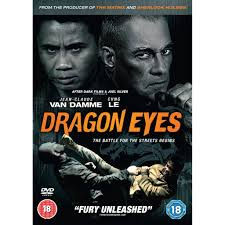 FROM THE PRODUCER OF THE MATRIX AND SHERLOCK HOLMES
AFTER DARK FILMS & JOEL SILVER
JEAN-CLAUDE CUNG
VAN DAMME LE
DRAGON EYES
THE BATTLE FOR THE STREETS BEGINS
DVD
18
"FURY UNLEASHED"
18